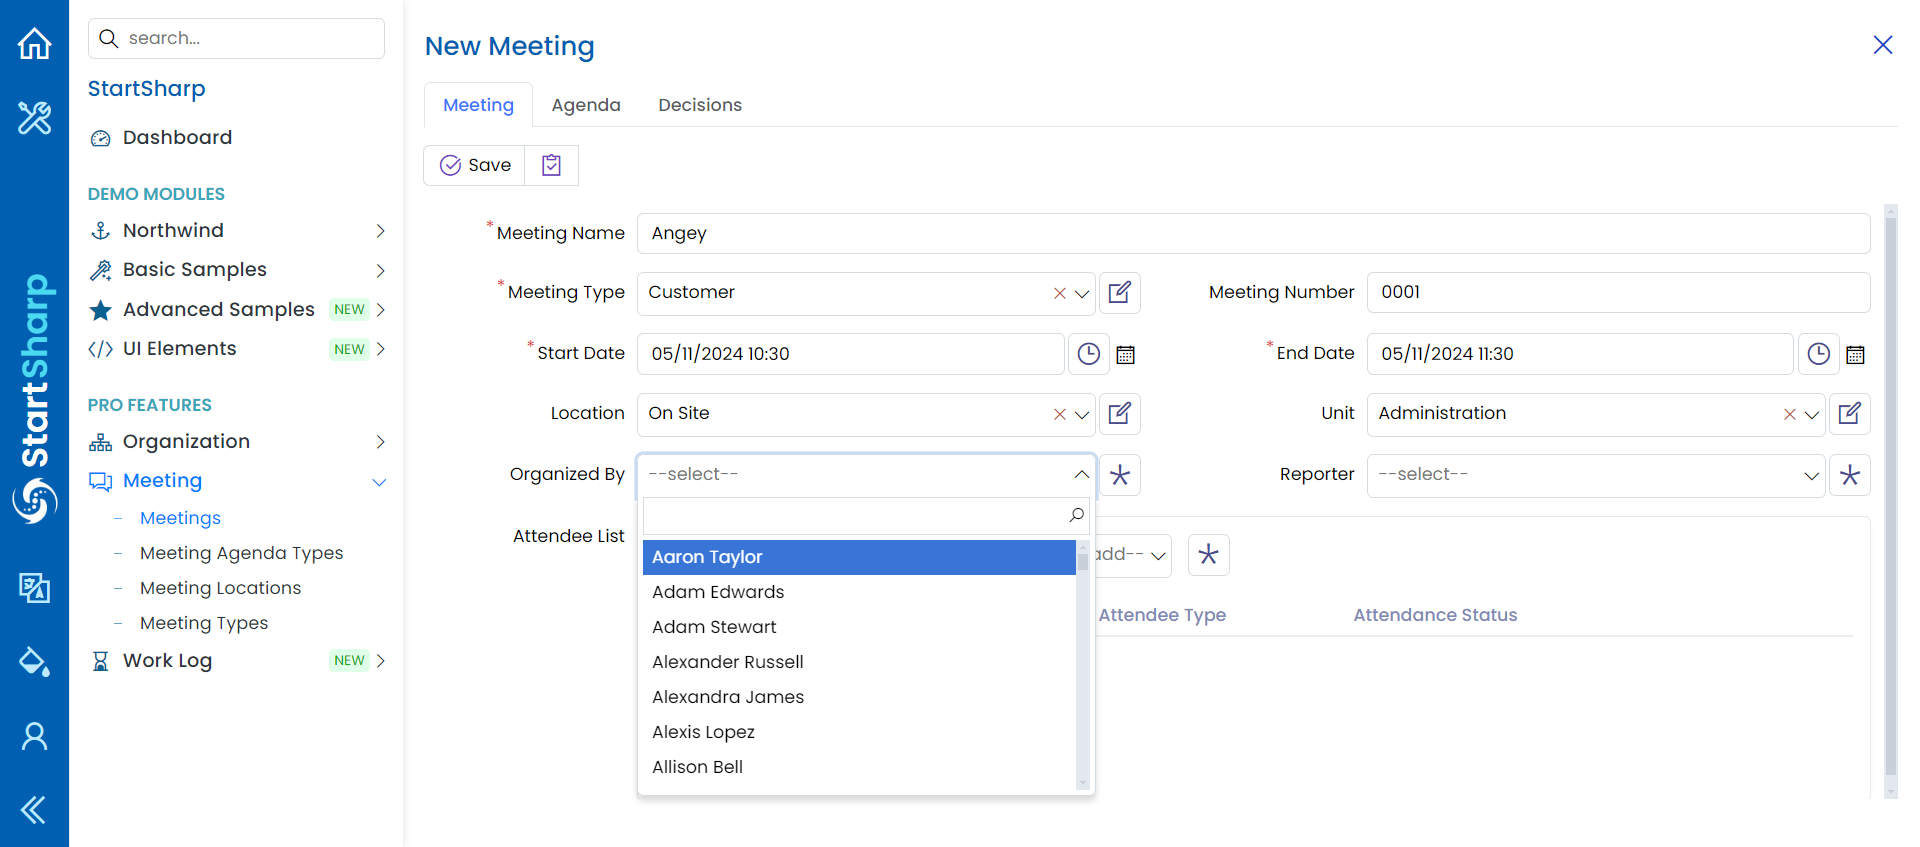 search...
StartSharp
Dashboard
DEMO MODULES
Northwind
Basic Samples
Advanced Samples NEW
UI Elements NEW
PRO FEATURES
Organization
Meeting
Meetings
Meeting Agenda Types
Meeting Locations
Meeting Types
Work Log NEW
StartSharp
New Meeting
Meeting Agenda Decisions
Save
*Meeting Name Angey
*Meeting Type Customer
Meeting Number 0001
*Start Date 05/11/2024 10:30
*End Date 05/11/2024 11:30
Location On Site
Unit Administration
Organized By --select--
Reporter --select--
Attendee List
add--
Aaron Taylor
Adam Edwards
Adam Stewart
Alexander Russell
Alexandra James
Alexis Lopez
Allison Bell
Attendee Type Attendance Status